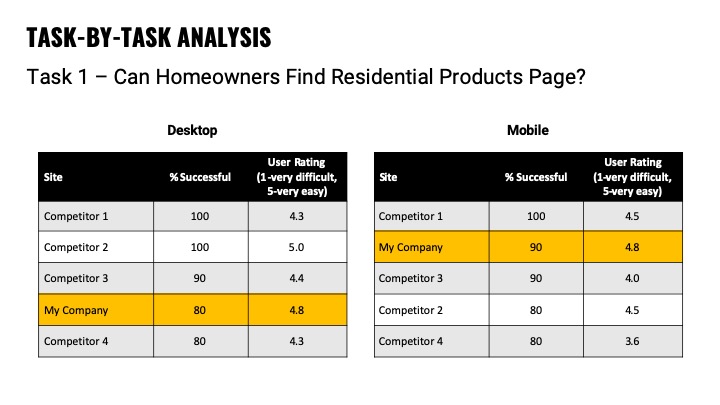 TASK-BY-TASK ANALYSIS
Task 1 – Can Homeowners Find Residential Products Page?
Desktop
Site % Successful User Rating (1-very difficult, 5-very easy)
Competitor 1 100 4.3
Competitor 2 100 5.0
Competitor 3 90 4.4
My Company 80 4.8
Competitor 4 80 4.3
Mobile
Site % Successful User Rating (1-very difficult, 5-very easy)
Competitor 1 100 4.5
My Company 90 4.8
Competitor 3 90 4.0
Competitor 2 80 4.5
Competitor 4 80 3.6